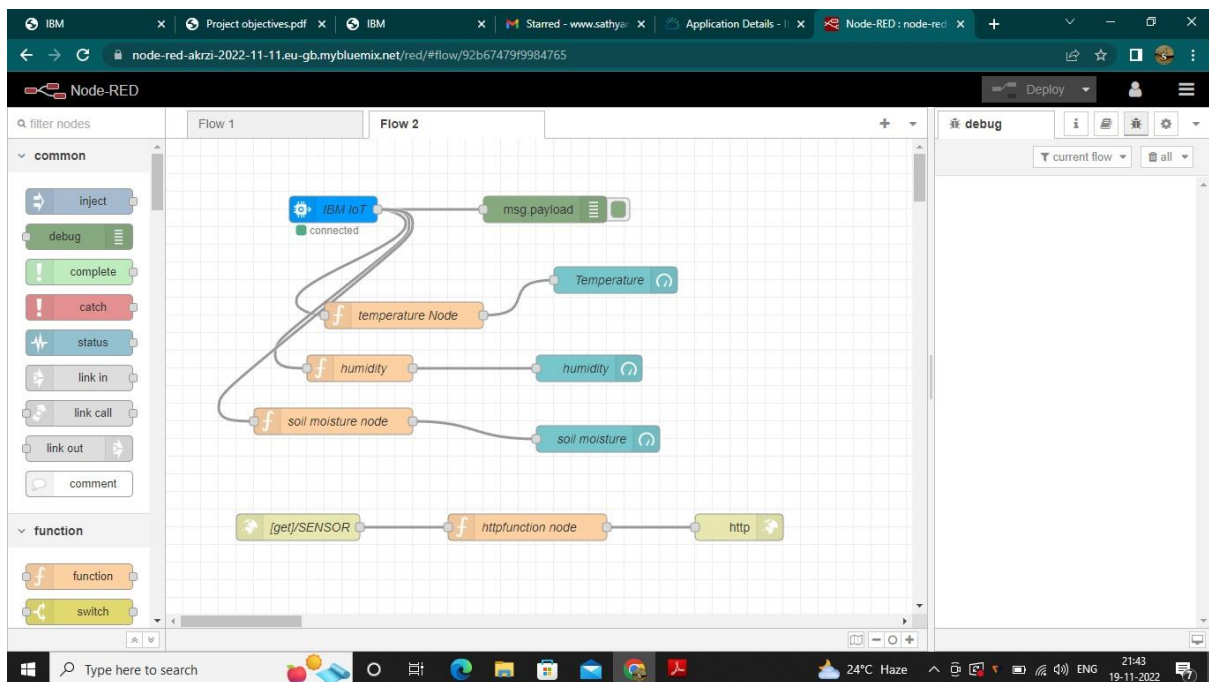 IBM
Project objectives.pdf
IBM
Starred - www.sathya
Application Details - I
Node-RED : node-red
node-red-akrzi-2022-11-11.eu-gb.mybluemix.net/red/#flow/92b67479f9984765
Node-RED
Deploy
filter nodes
Flow 1
Flow 2
debug
i
common
current flow
all
inject
debug
complete
catch
status
link in
link call
link out
comment
function
function
switch
IBM IoT
connected
msg.payload
Temperature
temperature Node
humidity
humidity
soil moisture node
soil moisture
[get]/SENSOR
httpfunction node
http
Type here to search
24°C Haze
ENG
21:43
19-11-2022
7